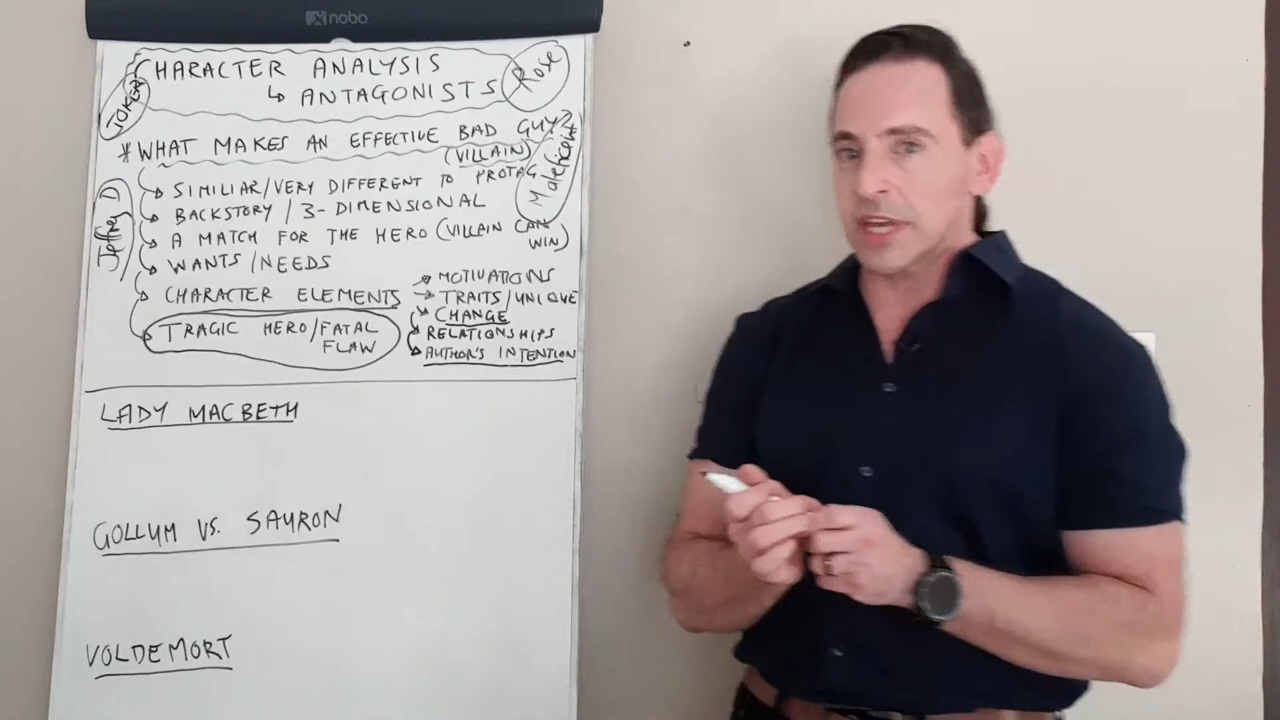 nobo
CHARACTER ANALYSIS
↳ ANTAGONISTS
JOKER
Rose
* WHAT MAKES AN EFFECTIVE BAD GUY?
(VILLAIN)
Maleficent
Jeffrey D
SIMILIAR/VERY DIFFERENT TO PROTAG
BACKSTORY / 3-DIMENSIONAL
A MATCH FOR THE HERO (VILLAIN CAN
WIN)
WANTS/NEEDS
CHARACTER ELEMENTS
MOTIVATIONS
TRAITS/UNIQUE
CHANGE
RELATIONSHIPS
AUTHOR'S INTENTION
TRAGIC HERO/FATAL
FLAW
LADY MACBETH
GOLLUM VS. SAURON
VOLDEMORT